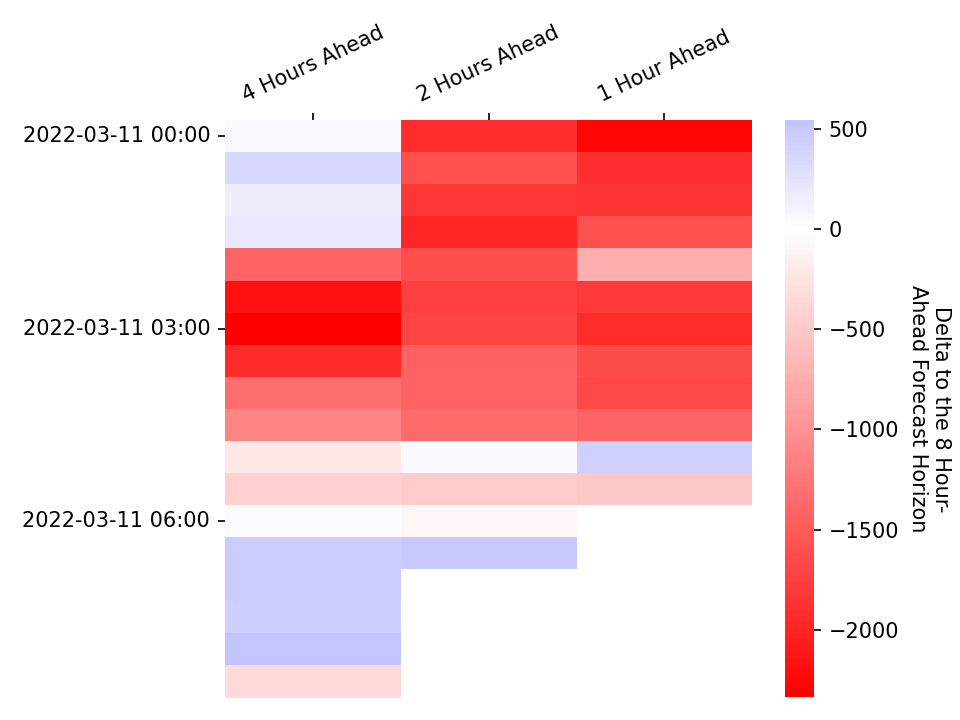 4 Hours Ahead
2 Hours Ahead
1 Hour Ahead
2022-03-11 00:00
2022-03-11 03:00
2022-03-11 06:00
500
0
−500
−1000
−1500
−2000
Delta to the 8 Hour-
Ahead Forecast Horizon